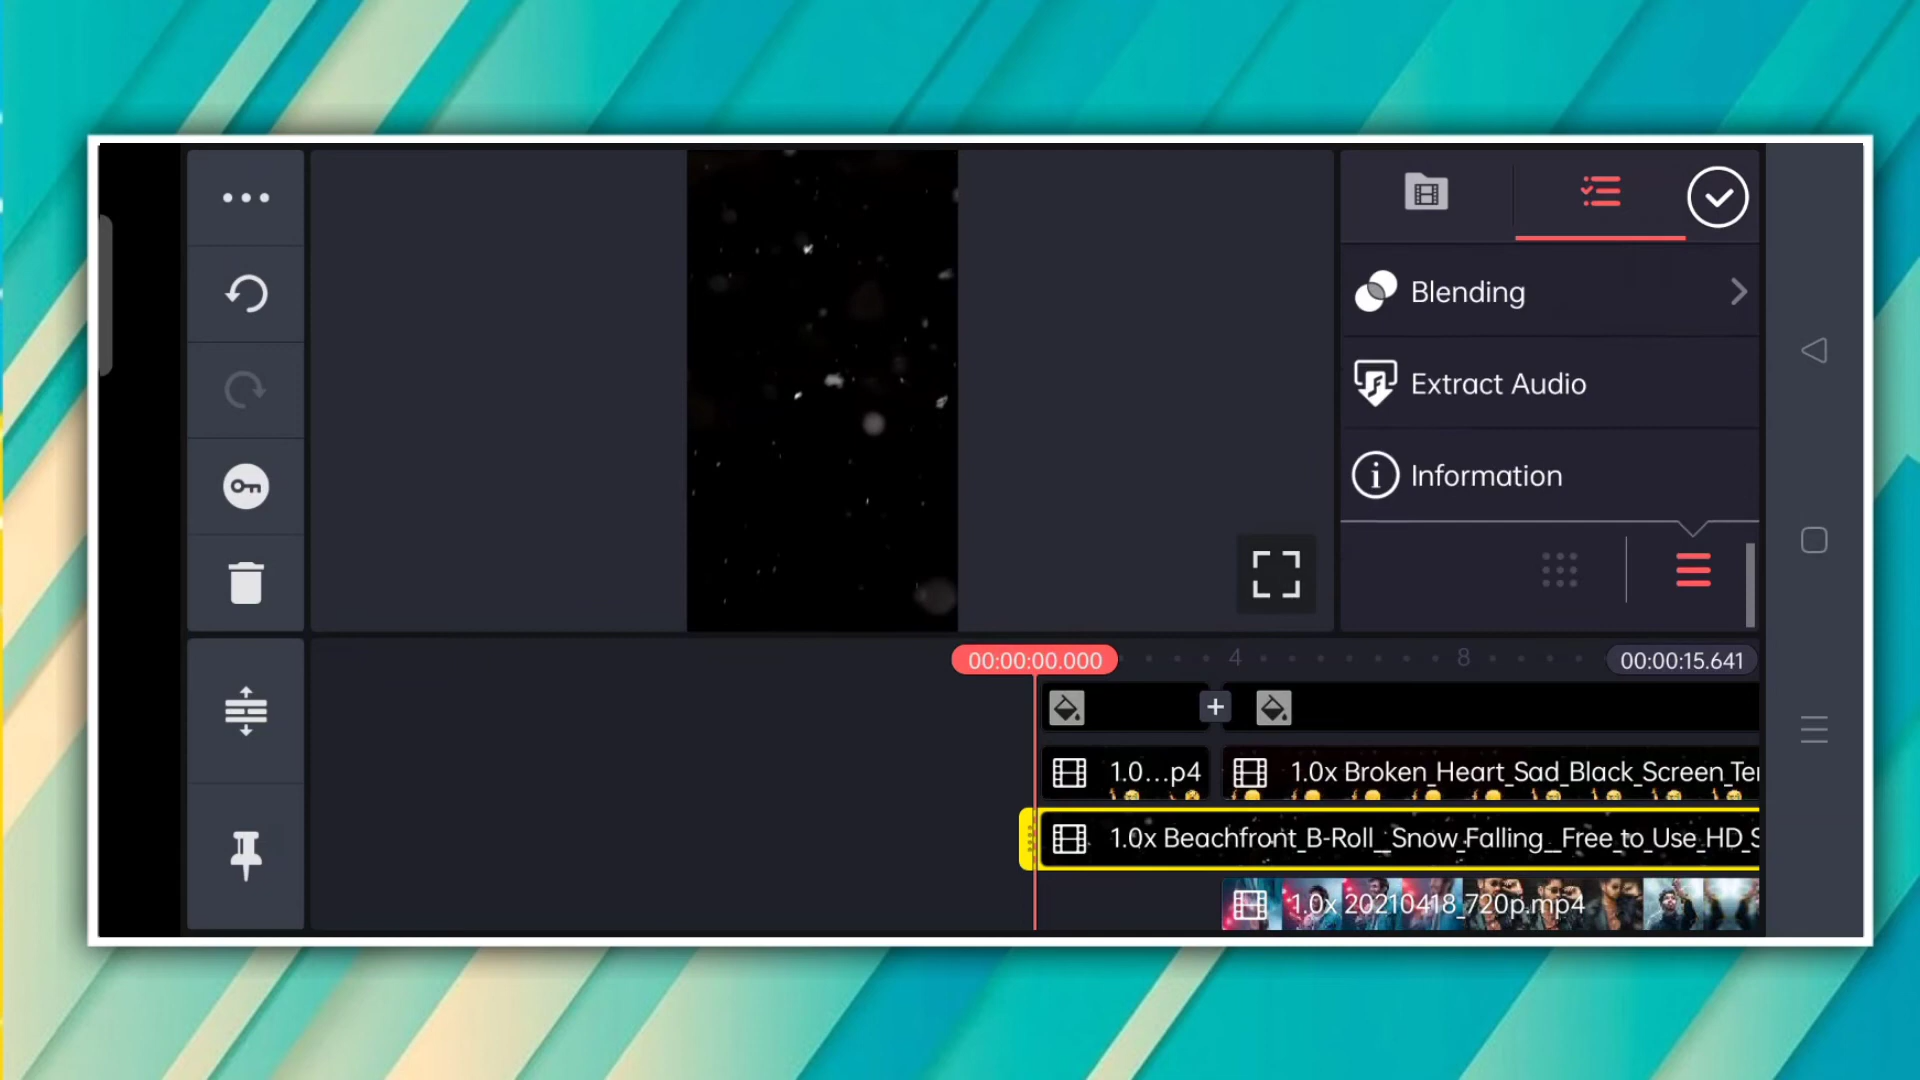 Blending
Extract Audio
Information
00:00:00.000
4
8
00:00:15.641
1.0...p4
1.0x Broken_Heart_Sad_Black_Screen_Te
1.0x Beachfront_B-Roll_Snow_Falling_Free_to_Use_HD_S
1.0x 20210418_720p.mp4